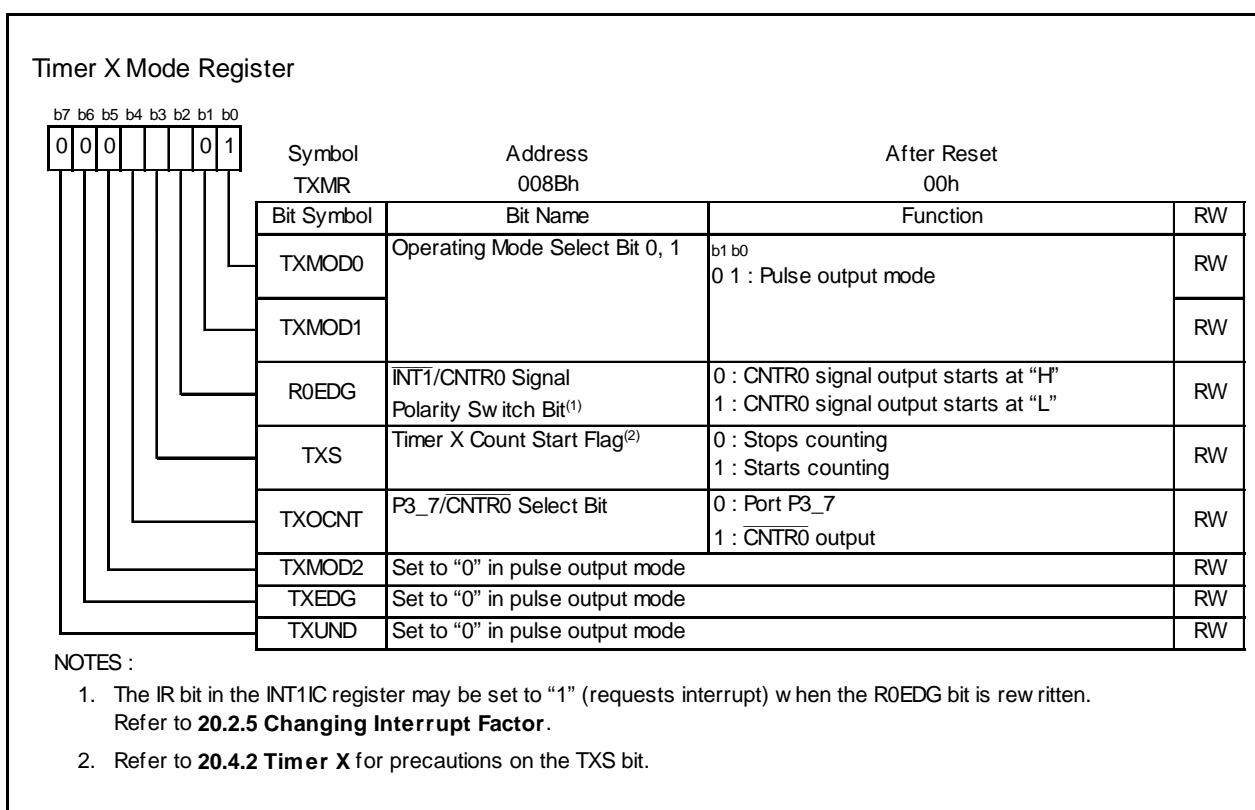 Timer X Mode Register
b7 b6 b5 b4 b3 b2 b1 b0
0 0 0 0 1
Symbol Address After Reset
TXMR 008Bh 00h
Bit Symbol Bit Name Function RW
TXMOD0 Operating Mode Select Bit 0, 1 b1 b0
0 1 : Pulse output mode RW
TXMOD1 RW
R0EDG INT1/CNTR0 Signal
Polarity Switch Bit(1) 0 : CNTR0 signal output starts at “H”
1 : CNTR0 signal output starts at “L” RW
TXS Timer X Count Start Flag(2) 0 : Stops counting
1 : Starts counting RW
TXOCNT P3_7/CNTR0 Select Bit 0 : Port P3_7
1 : CNTR0 output RW
TXMOD2 Set to “0” in pulse output mode RW
TXEDG Set to “0” in pulse output mode RW
TXUND Set to “0” in pulse output mode RW
NOTES :
1. The IR bit in the INT1IC register may be set to “1” (requests interrupt) when the R0EDG bit is rewritten.
Refer to 20.2.5 Changing Interrupt Factor.
2. Refer to 20.4.2 Timer X for precautions on the TXS bit.